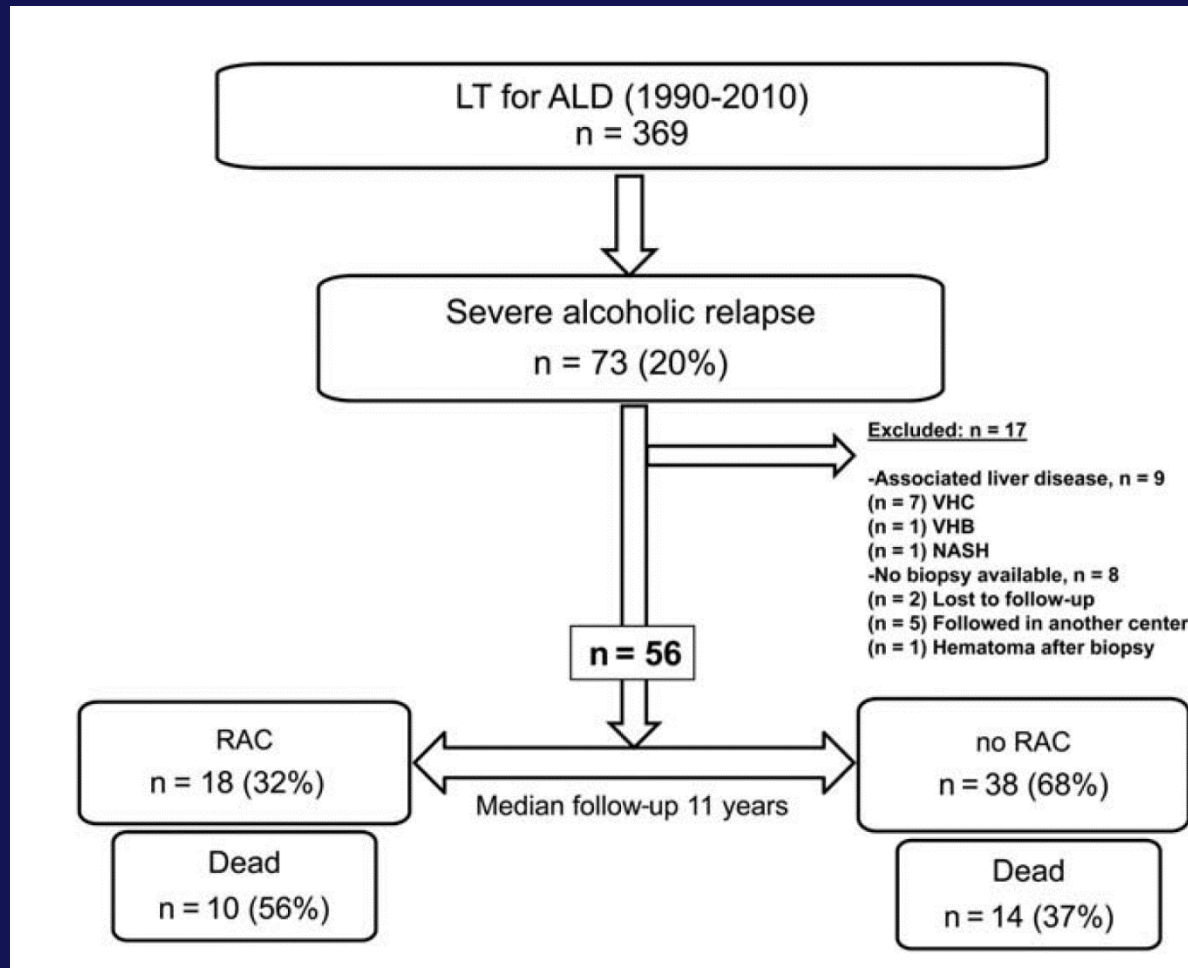 LT for ALD (1990-2010)
n = 369
Severe alcoholic relapse
n = 73 (20%)
Excluded: n = 17
-Associated liver disease, n = 9
(n = 7) VHC
(n = 1) VHB
(n = 1) NASH
-No biopsy available, n = 8
(n = 2) Lost to follow-up
(n = 5) Followed in another center
(n = 1) Hematoma after biopsy
n = 56
RAC
n = 18 (32%)
Median follow-up 11 years
no RAC
n = 38 (68%)
Dead
n = 10 (56%)
Dead
n = 14 (37%)